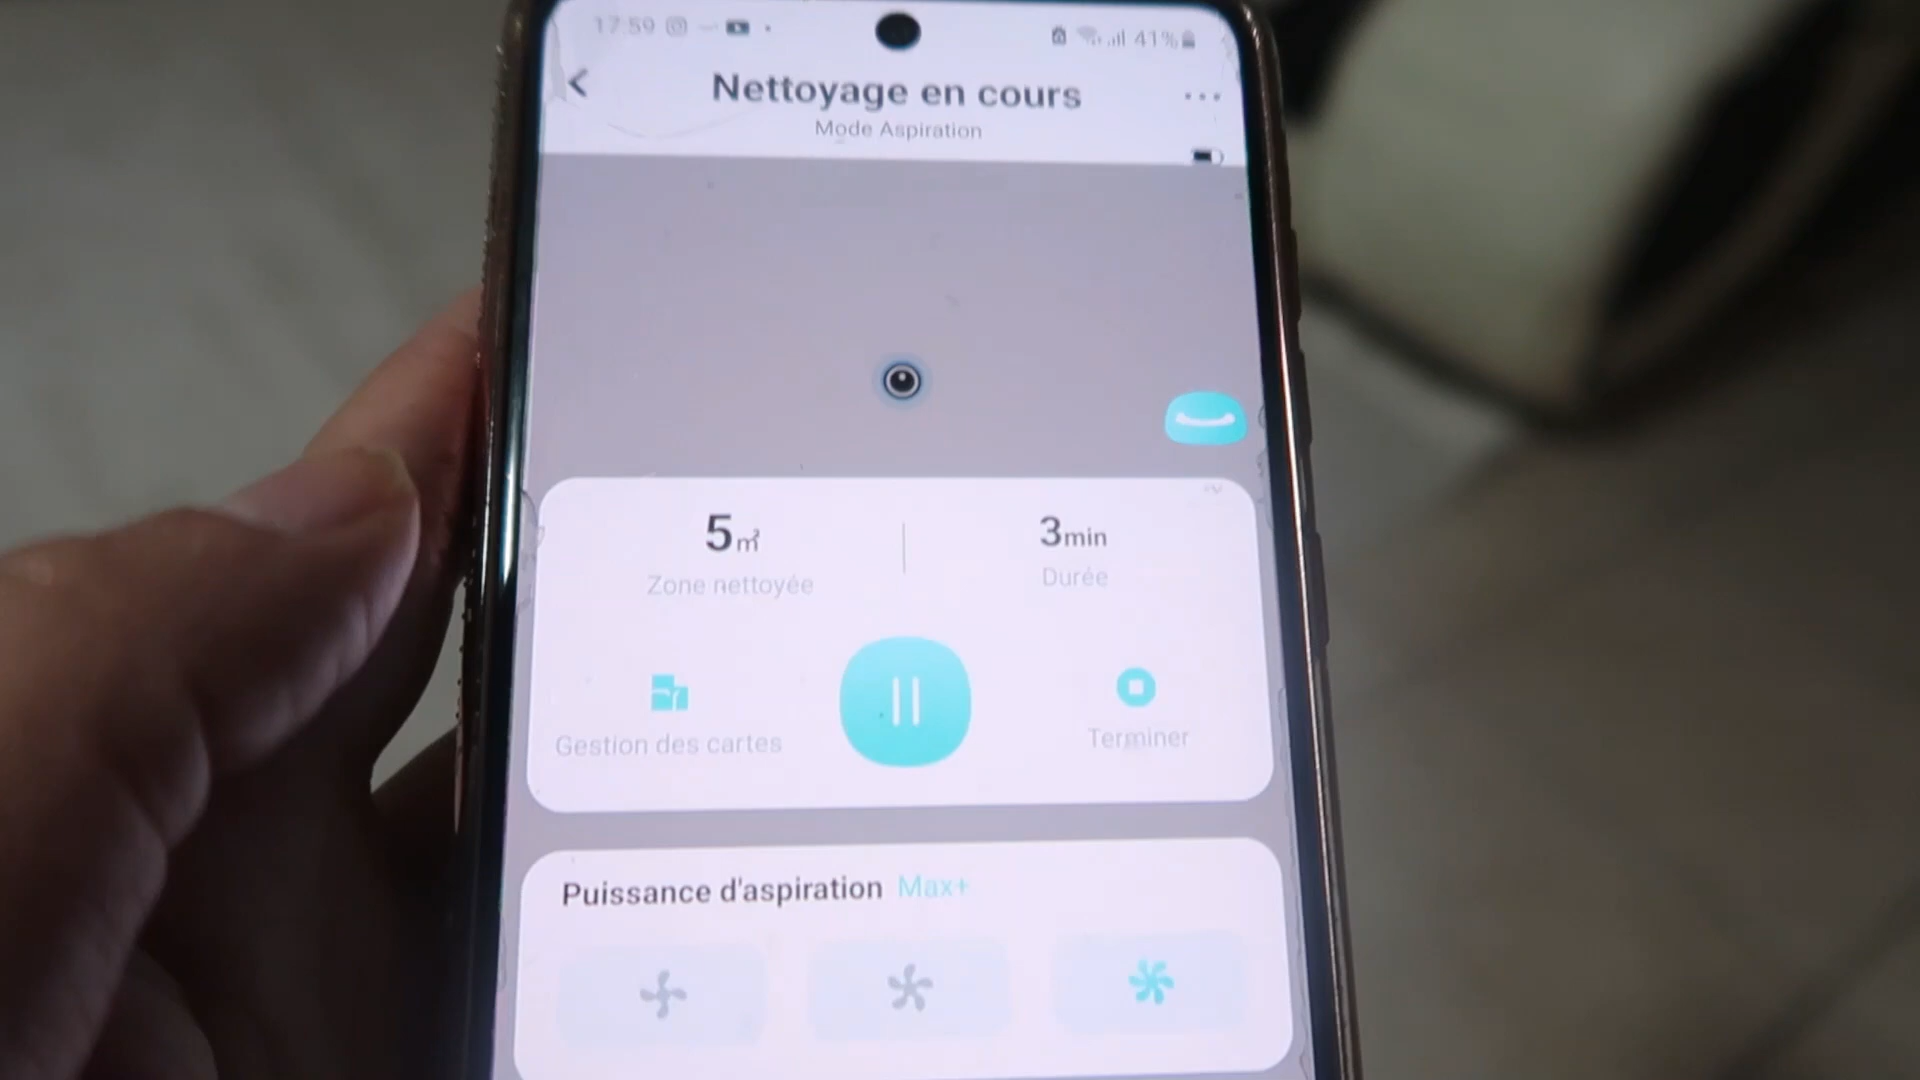 17:59 41%
Nettoyage en cours
Mode Aspiration
5㎡ 3min
Zone nettoyée Durée
Gestion des cartes Terminer
Puissance d'aspiration Max+